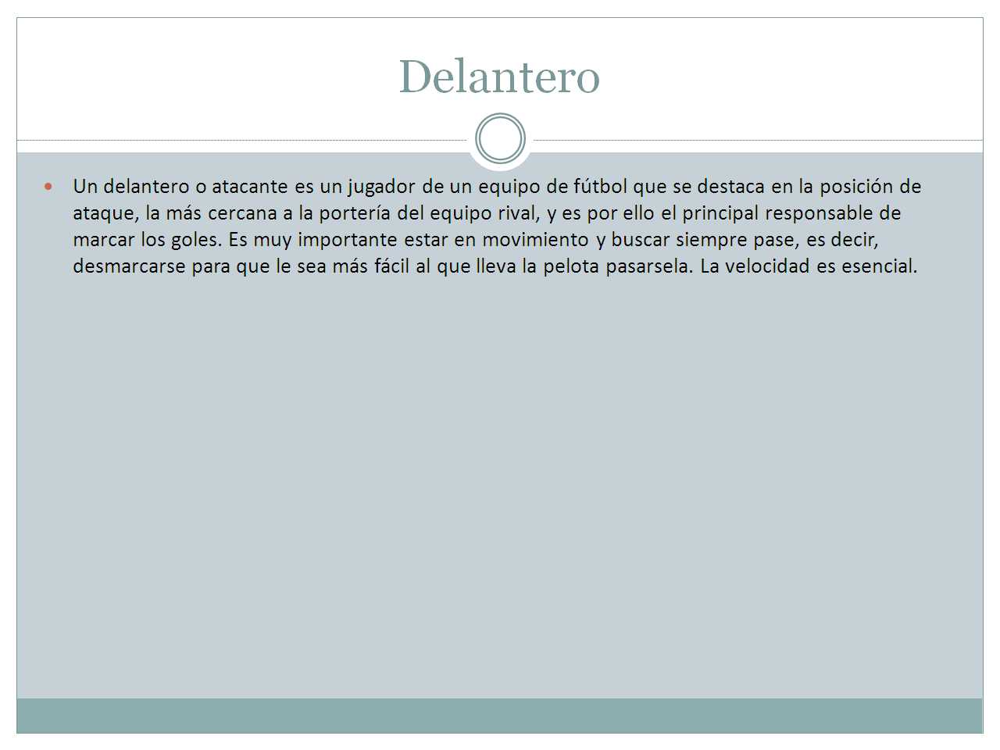 Delantero
• Un delantero o atacante es un jugador de un equipo de fútbol que se destaca en la posición de
ataque, la más cercana a la portería del equipo rival, y es por ello el principal responsable de
marcar los goles. Es muy importante estar en movimiento y buscar siempre pase, es decir,
desmarcarse para que le sea más fácil al que lleva la pelota pasarsela. La velocidad es esencial.